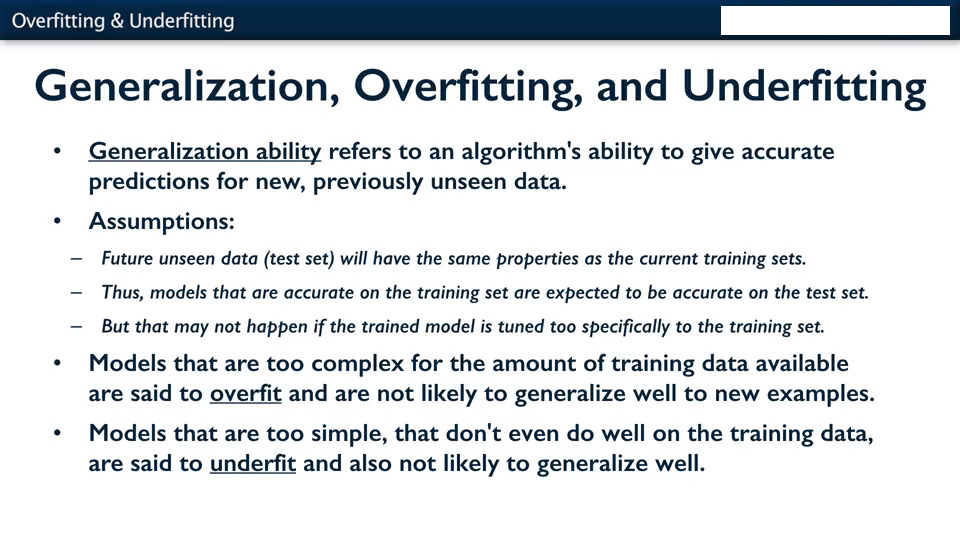 Overfitting & Underfitting
Generalization, Overfitting, and Underfitting
• Generalization ability refers to an algorithm's ability to give accurate
predictions for new, previously unseen data.
• Assumptions:
– Future unseen data (test set) will have the same properties as the current training sets.
– Thus, models that are accurate on the training set are expected to be accurate on the test set.
– But that may not happen if the trained model is tuned too specifically to the training set.
• Models that are too complex for the amount of training data available
are said to overfit and are not likely to generalize well to new examples.
• Models that are too simple, that don't even do well on the training data,
are said to underfit and also not likely to generalize well.